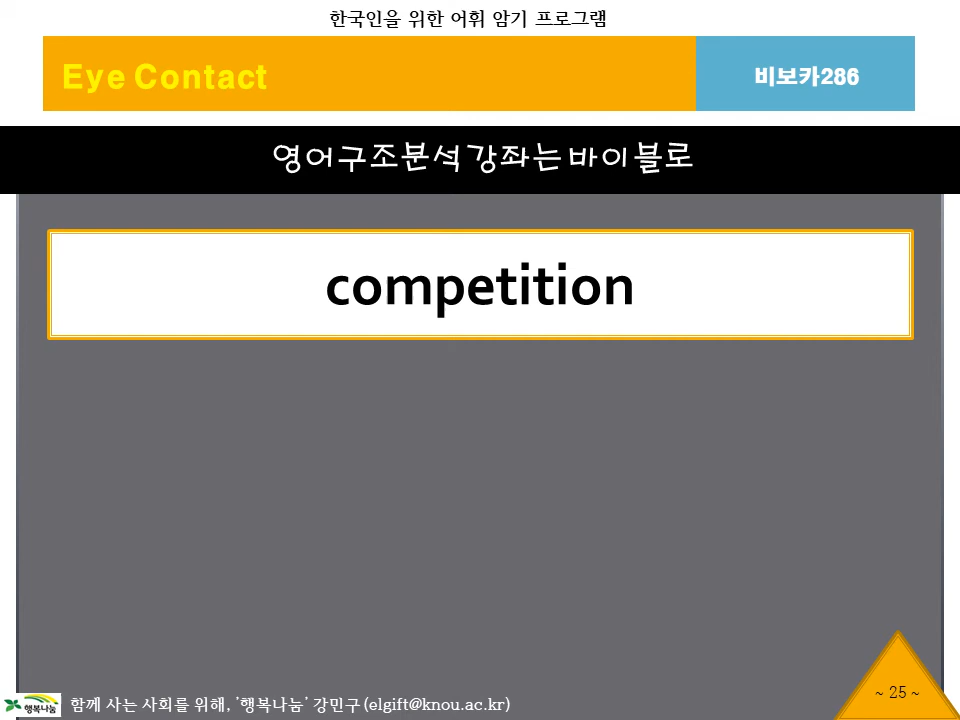 한국인을 위한 어휘 암기 프로그램
Eye Contact
비보카286
영어구조분석강좌는바이블로
competition
행복나눔
함께 사는 사회를 위해, '행복나눔' 강민구(elgift@knou.ac.kr)
~ 25 ~